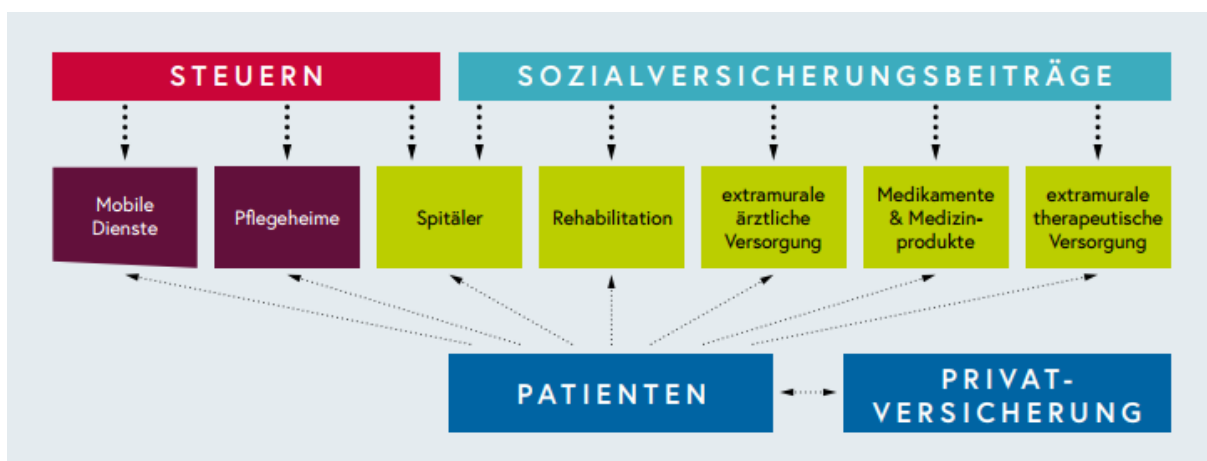 STEUERN
SOZIALVERSICHERUNGSBEITRÄGE
Mobile
Dienste
Pflegeheime
Spitäler
Rehabilitation
extramurale
ärztliche
Versorgung
Medikamente
& Medizin-
produkte
extramurale
therapeutische
Versorgung
PATIENTEN
PRIVAT-
VERSICHERUNG